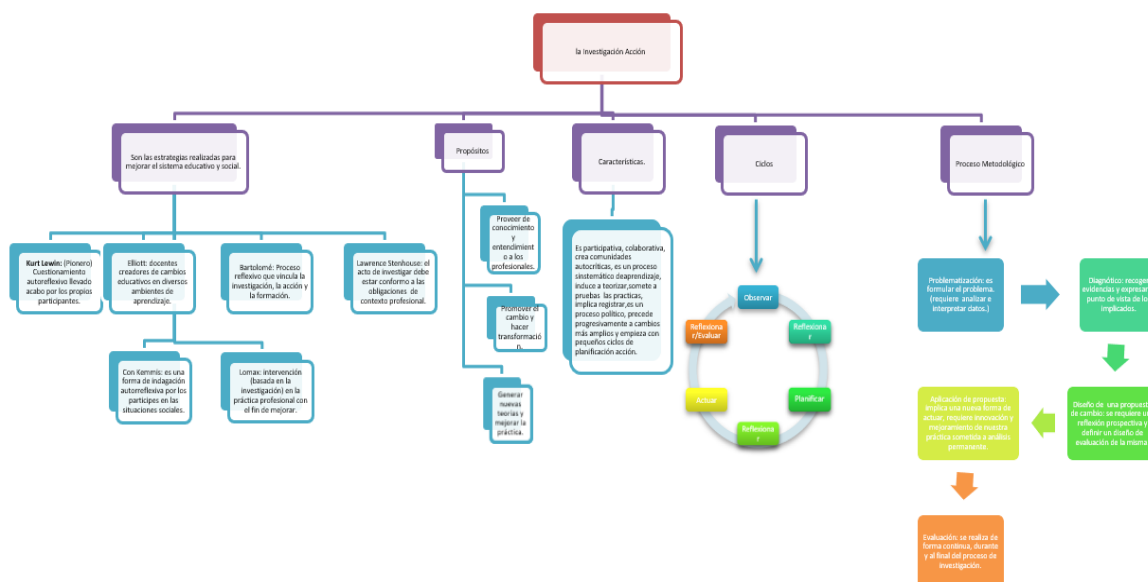 la Investigación Acción
Son las estrategias realizadas para
mejorar el sistema educativo y social.
Kurt Lewin: (Pionero)
Cuestionamiento
autoreflexivo llevado
acabo por los propios
participantes.
Elliott: docentes
creadores de cambios
educativos en diversos
ambientes de
aprendizaje.
Bartolomé: Proceso
reflexivo que vincula la
investigación, la acción y
la formación.
Lawrence Stenhouse: el
acto de investigar debe
estar conforme a las
obligaciones de
contexto profesional.
Con Kemmis: es una
forma de indagación
autorreflexiva por los
participes en las
situaciones sociales.
Lomax: intervención
(basada en la
investigación) en la
práctica profesional con
el fin de mejorar.
Propósitos
Proveer de
conocimiento
y
entendimient
o a los
profesionales.
Promover el
cambio y
hacer
transformació
n.
Generar
nuevas
teorías y
mejorar la
práctica.
Características.
Es participativa, colaborativa,
crea comunidades
autocríticas, es un proceso
sinstemático deaprendizaje,
induce a teorizar,somete a
pruebas las practicas,
implica registrar,es un
proceso político, precede
progresivamente a cambios
más amplios y empieza con
pequeños ciclos de
planificación acción.
Ciclos
Observar
Reflexiona
r
Planificar
Reflexiona
r
Actuar
Reflexiona
r/Evaluar
Proceso Metodológico
Problematización: es
formular el problema.
(requiere analizar e
interpretar datos.)
Diagnóstico: recoger
evidencias y expresar
punto de vista de los
implicados.
Diseño de una propuesta
de cambio: se requiere un
reflexión prospectiva y
definir un diseño de
evaluación de la misma
Aplicación de propuesta:
implica una nueva forma de
actuar, requiere innovación y
mejoramiento de nuestra
práctica sometida a análisis
permanente.
Evaluación: se realiza de
forma continua, durante
y al final del proceso de
investigación.